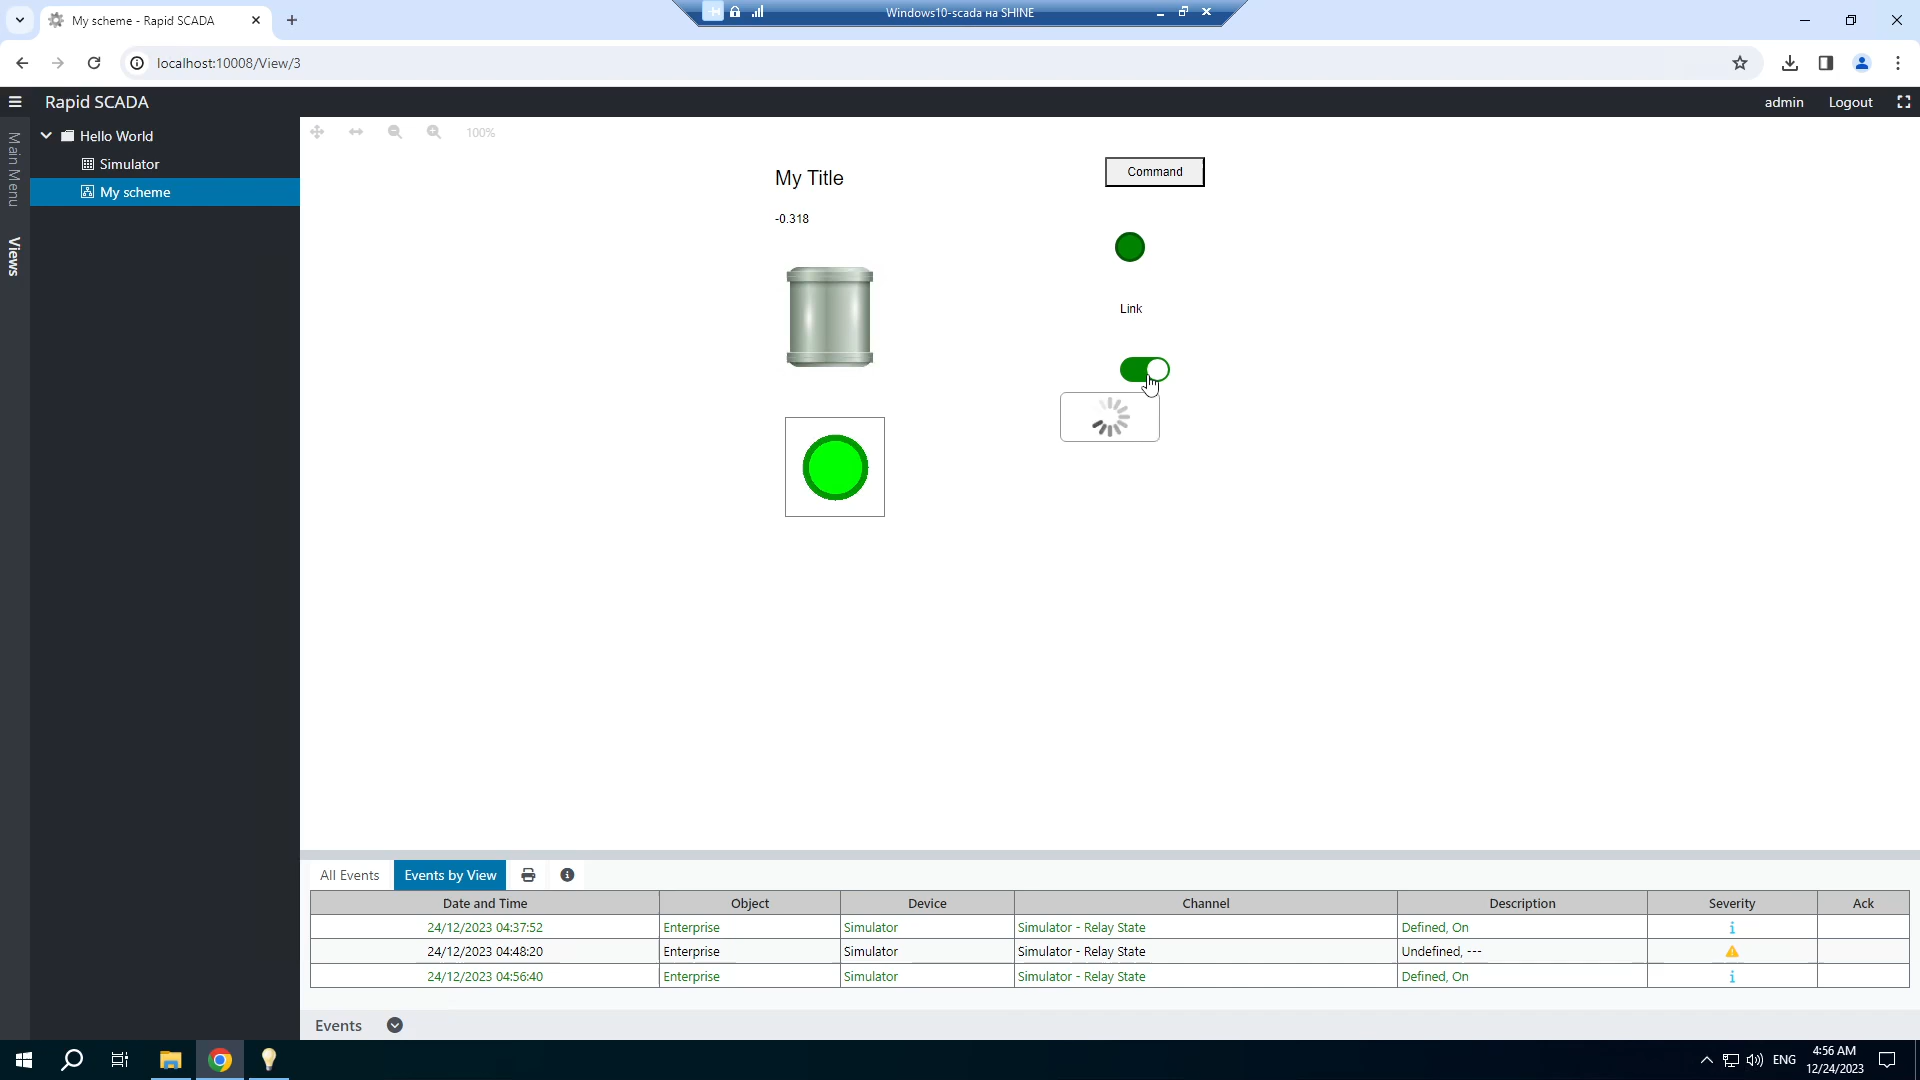 My scheme - Rapid SCADA
Windows10-scada на SHINE
localhost:10008/View/3
Rapid SCADA
admin
Logout
Main Menu
Views
Hello World
Simulator
My scheme
100%
My Title
Command
-0.318
Link
All Events
Events by View
Date and Time Object Device Channel Description Severity Ack
24/12/2023 04:37:52 Enterprise Simulator Simulator - Relay State Defined, On
24/12/2023 04:48:20 Enterprise Simulator Simulator - Relay State Undefined, ---
24/12/2023 04:56:40 Enterprise Simulator Simulator - Relay State Defined, On
Events
ENG
4:56 AM
12/24/2023